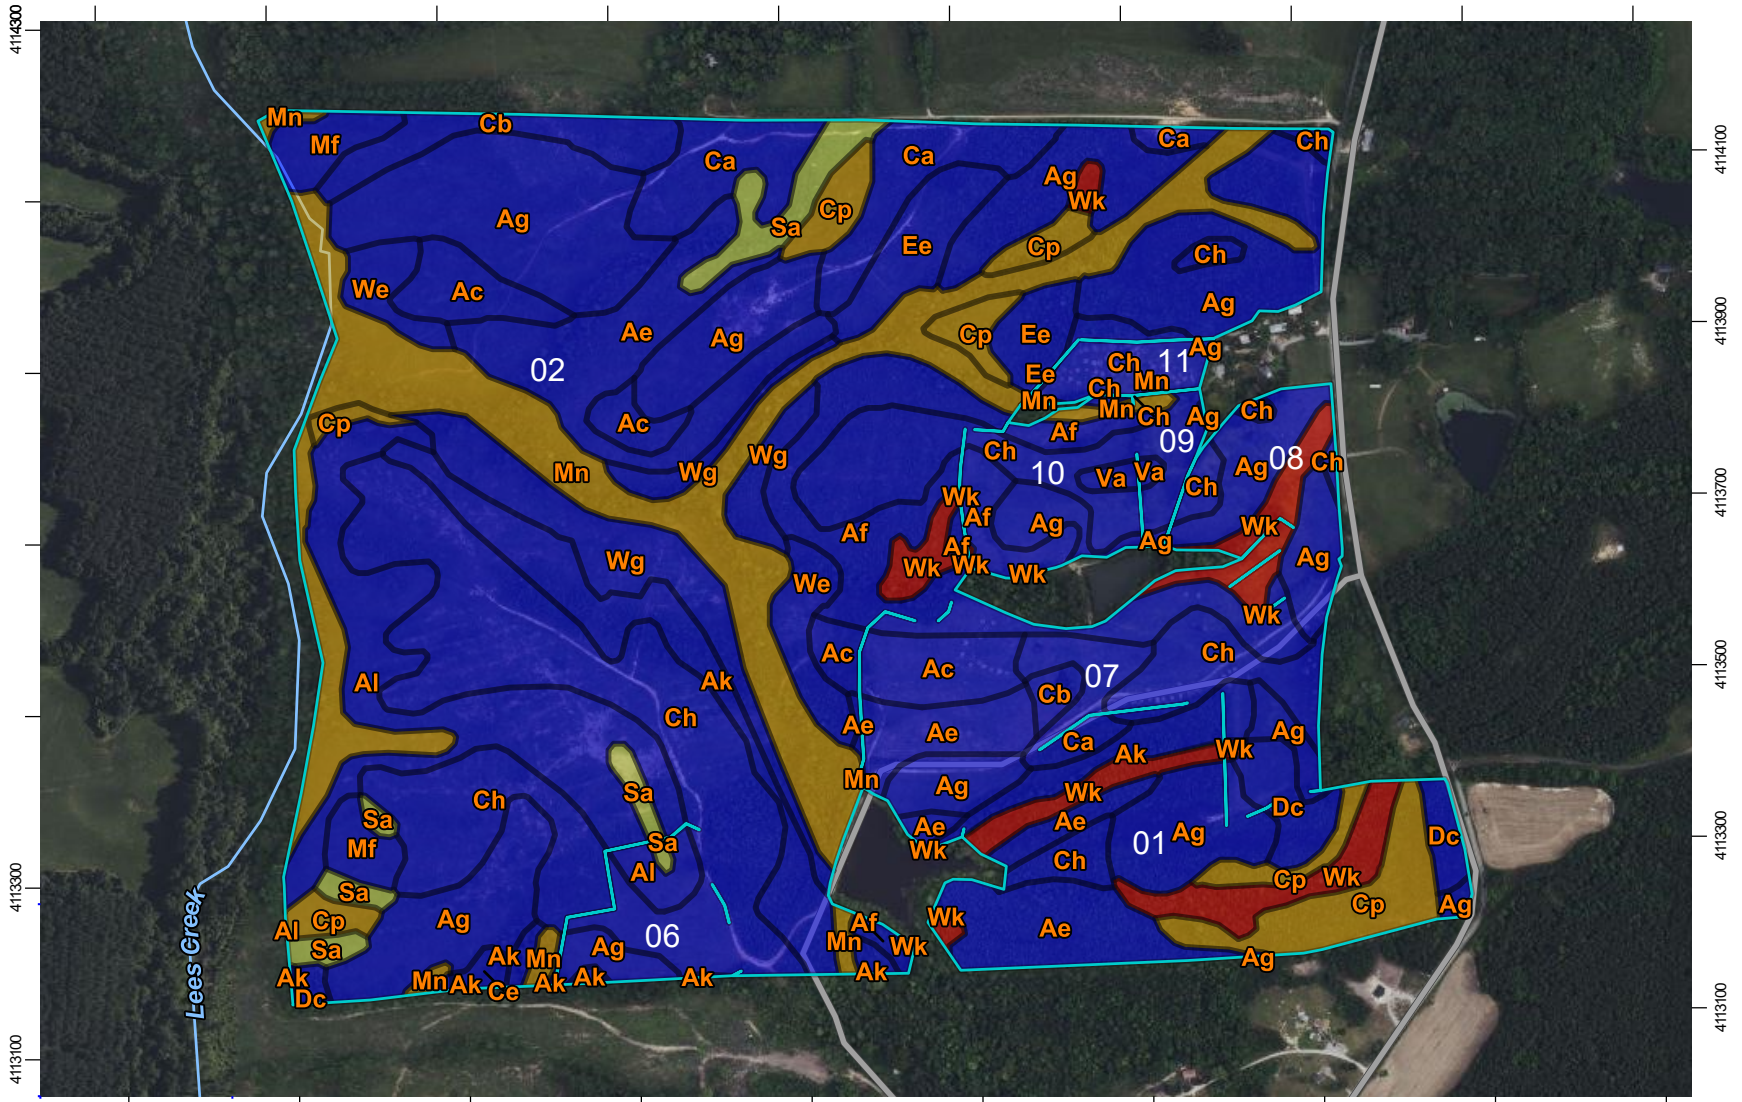 4114300
Mn
Cb
Mf
Ca
Ca
Ca
Ch
4114100
Ag
Wk
Ag
Cp
Sa
Ee
Cp
Ch
We
Ac
Ag
4113900
Ae
Ag
Cp
Ee
Ag
02
11
Ch
Ee
Mn
Ch
Mn
Mn
Ch
Ag
Ch
Cp
Ac
Af
09
Ch
Wg
08
Mn
Wg
10
Va
Va
Ag
Ch
Ch
4113700
Wk
Af
Ag
Wk
Af
Ag
Af
Wg
Wk
Wk
Wk
Ag
We
Wk
Ac
Ac
Ch
4113500
Al
Ak
07
Cb
Ch
Ae
Ae
Ag
Ca
Ak
Wk
Mn
Ag
Wk
Sa
Ch
Dc
Sa
Ae
Ae
Ag
Dc
4113300
Mf
Sa
Wk
Ch
01
Al
Cp
Wk
4113300
Sa
Cp
Ag
Cp
Ag
Wk
Al
Af
Ae
Sa
Ag
06
Mn
Wk
Ak
Mn
Ag
Ak
Mn
Ak
Ce
Ak
Ak
Ak
Ak
Dc
Lees Creek
4113100
4113100